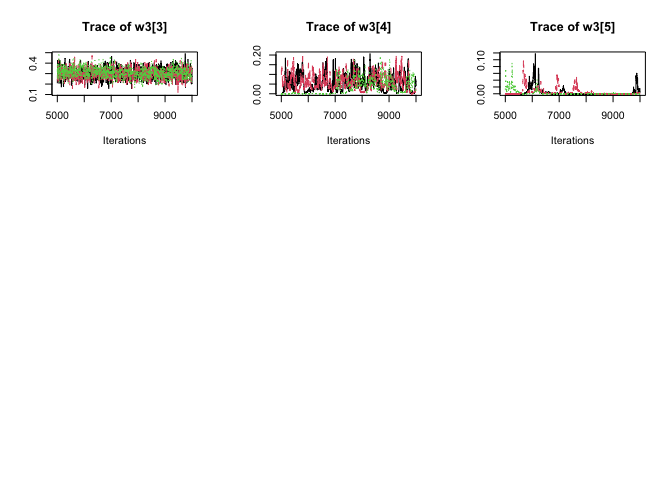 Trace of w3[3]
0.4
0.1
5000 7000 9000
Iterations
Trace of w3[4]
0.20
0.00
5000 7000 9000
Iterations
Trace of w3[5]
0.10
0.00
5000 9000
Iterations